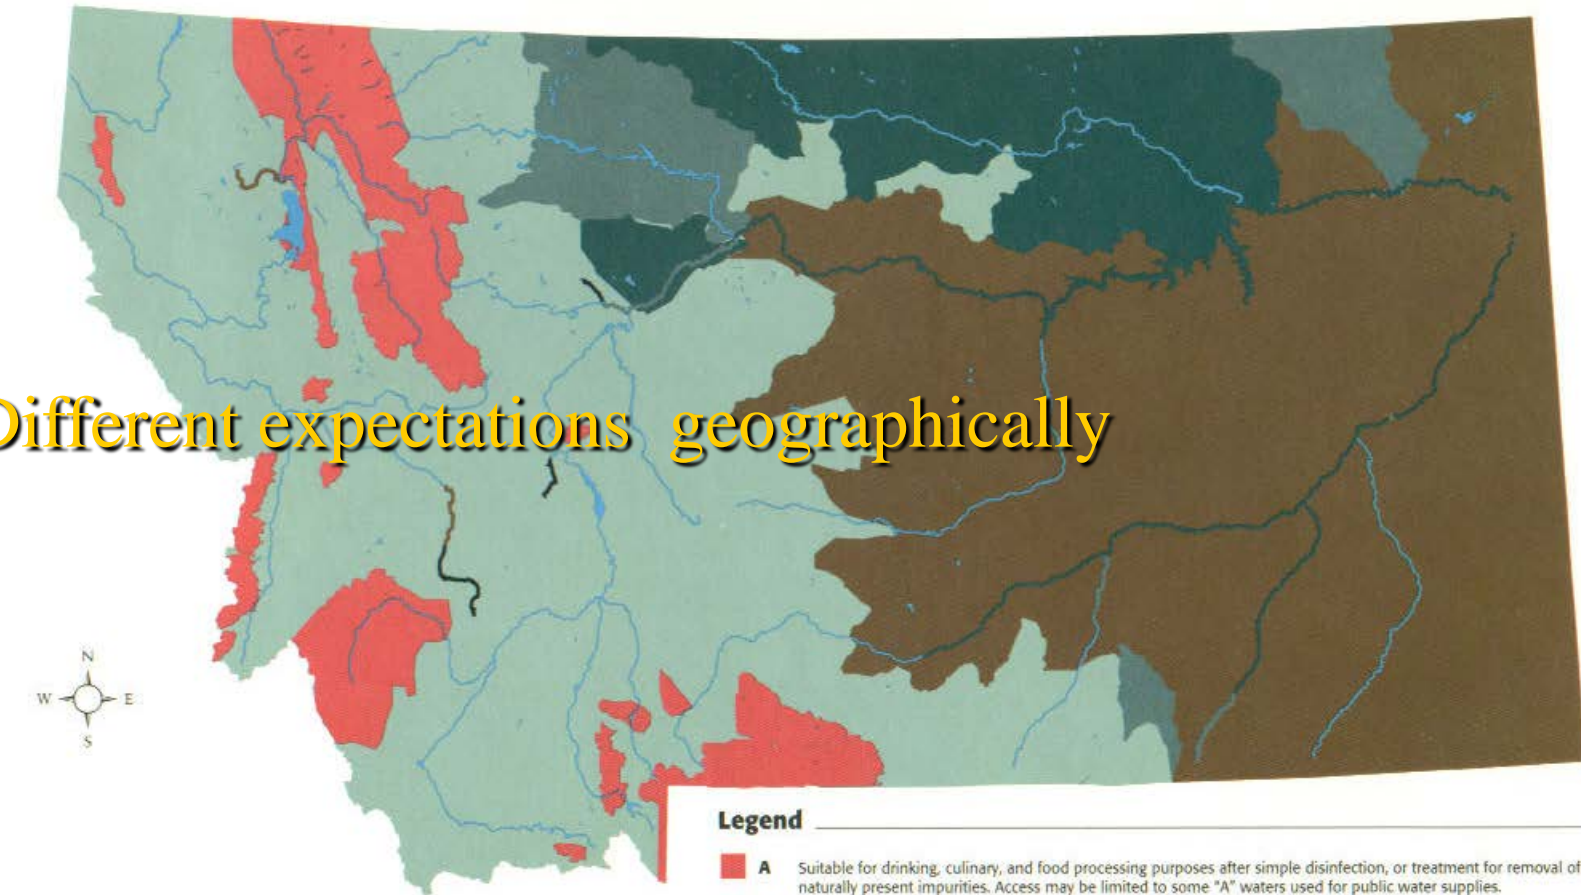 Different expectations geographically
N
W E
S
Legend
A Suitable for drinking, culinary, and food processing purposes after simple disinfection, or treatment for removal of
naturally present impurities. Access may be limited to some "A" waters used for public water supplies.